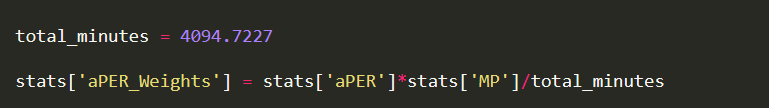 total_minutes = 4094.7227
stats['aPER_Weights'] = stats['aPER']*stats['MP']/total_minutes